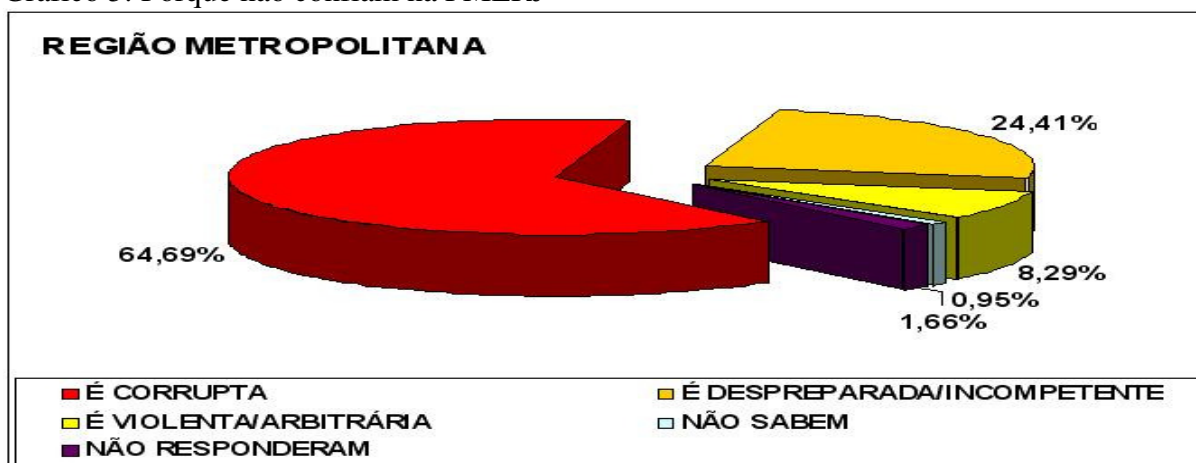 REGIÃO METROPOLITANA
24,41%
64,69%
8,29%
0,95%
1,66%
É CORRUPTA
É DESPREPARADA/INCOMPETENTE
É VIOLENTA/ARBITRÁRIA
NÃO SABEM
NÃO RESPONDERAM